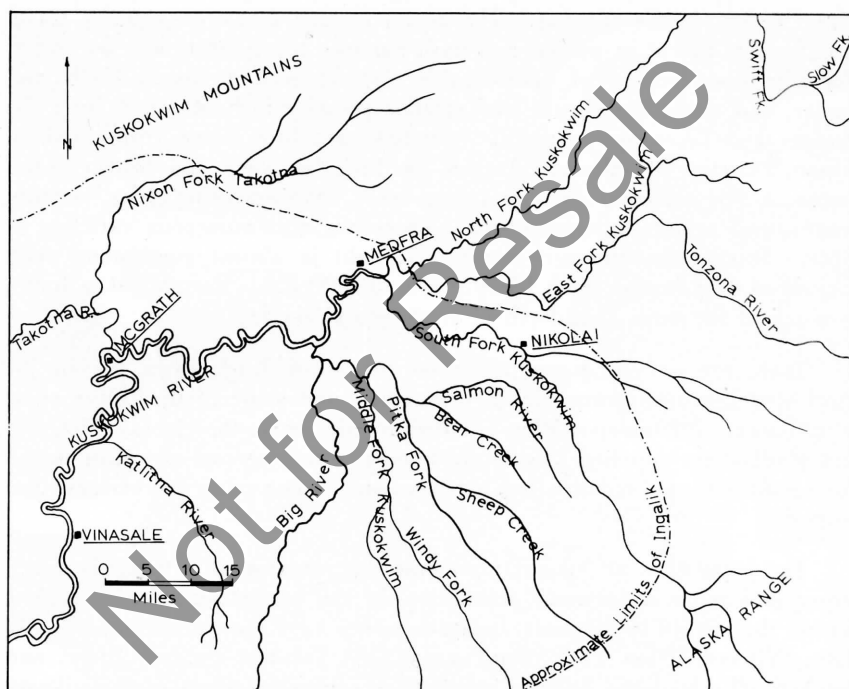 KUSKOKWIM MOUNTAINS
N
SWIFT FK.
Slow Fk.
Nixon Fork Takotna
North Fork Kuskokwim
East Fork Kuskokwim
Tonzona River
MEDFRA
Takotna R.
MCGRATH
South Fork Kuskokwim
NIKOLAI
KUSKOKWIM RIVER
Middle Fork Kuskokwim
Pitka Fork
Salmon River
Bear Creek
Katlitna River
Big River
Sheep Creek
Windy Fork
VINASALE
0 5 10 15
Miles
Approximate Limits of Ingalik
ALASKA RANGE
Not for Resale